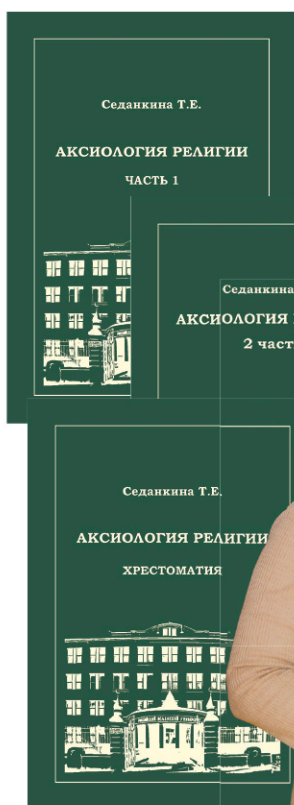 Седанкина Т.Е.
АКСИОЛОГИЯ РЕЛИГИИ
ЧАСТЬ 1
Седанкина
АКСИОЛОГИЯ
2 част
Седанкина Т.Е.
АКСИОЛОГИЯ РЕЛИГИИ
ХРЕСТОМАТИЯ